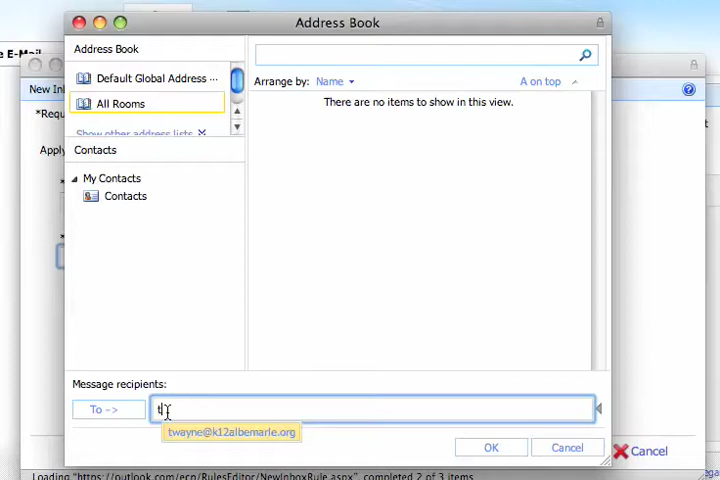 Address Book
e E-Mail
Address Book
Default Global Address ...
Arrange by: Name
A on top
New In
All Rooms
There are no items to show in this view.
*Requ
Show other address lists
Apply
Contacts
My Contacts
Contacts
Message recipients:
To ->
t
twayne@k12albemarle.org
OK
Cancel
Cancel
Loading "https://outlook.com/ecp/RulesEditor/NewInboxRule.aspx", completed 2 of 3 items